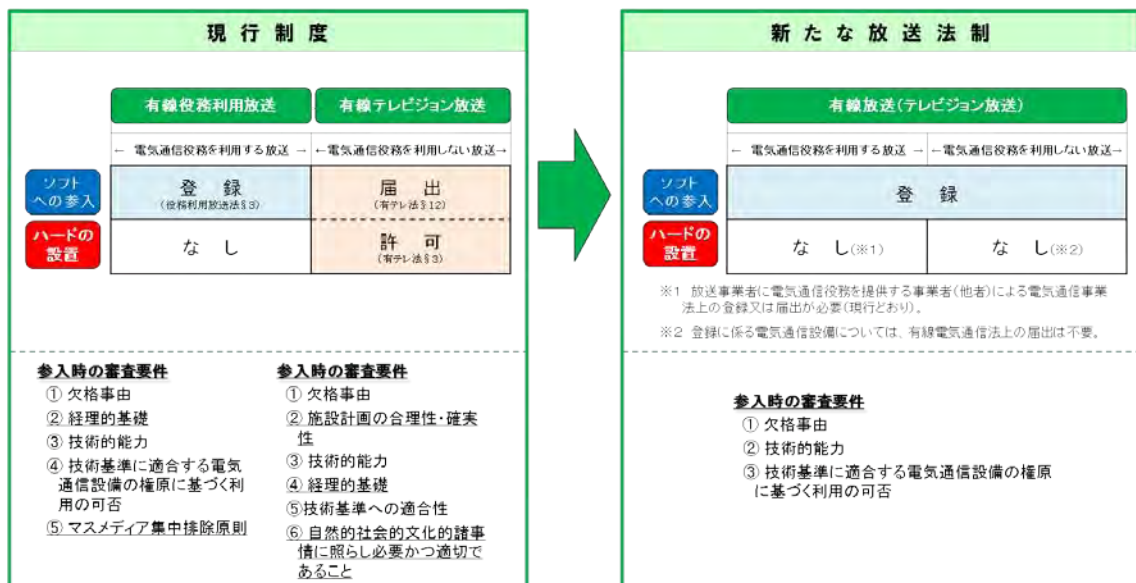 現 行 制 度
有線役務利用放送
有線テレビジョン放送
← 電気通信役務を利用する放送 →
←電気通信役務を利用しない放送→
ソフト
への参入
登 録
(役務利用放送法§3)
届 出
(有テレ法§12)
ハードの
設置
な し
許 可
(有テレ法§3)
参入時の審査要件
① 欠格事由
② 経理的基礎
③ 技術的能力
④ 技術基準に適合する電気
通信設備の権原に基づく利
用の可否
⑤ マスメディア集中排除原則
参入時の審査要件
① 欠格事由
② 施設計画の合理性・確実
性
③ 技術的能力
④ 経理的基礎
⑤技術基準への適合性
⑥ 自然的社会的文化的諸事
情に照らし必要かつ適切で
あること
新 た な 放 送 法 制
有線放送(テレビジョン放送)
← 電気通信役務を利用する放送 →
←電気通信役務を利用しない放送→
ソフト
への参入
登 録
ハードの
設置
な し(※1)
な し(※2)
※1 放送事業者に電気通信役務を提供する事業者(他者)による電気通信事業
法上の登録又は届出が必要(現行どおり)。
※2 登録に係る電気通信設備については、有線電気通信法上の届出は不要。
参入時の審査要件
① 欠格事由
② 技術的能力
③ 技術基準に適合する電気通信設備の権原
に基づく利用の可否